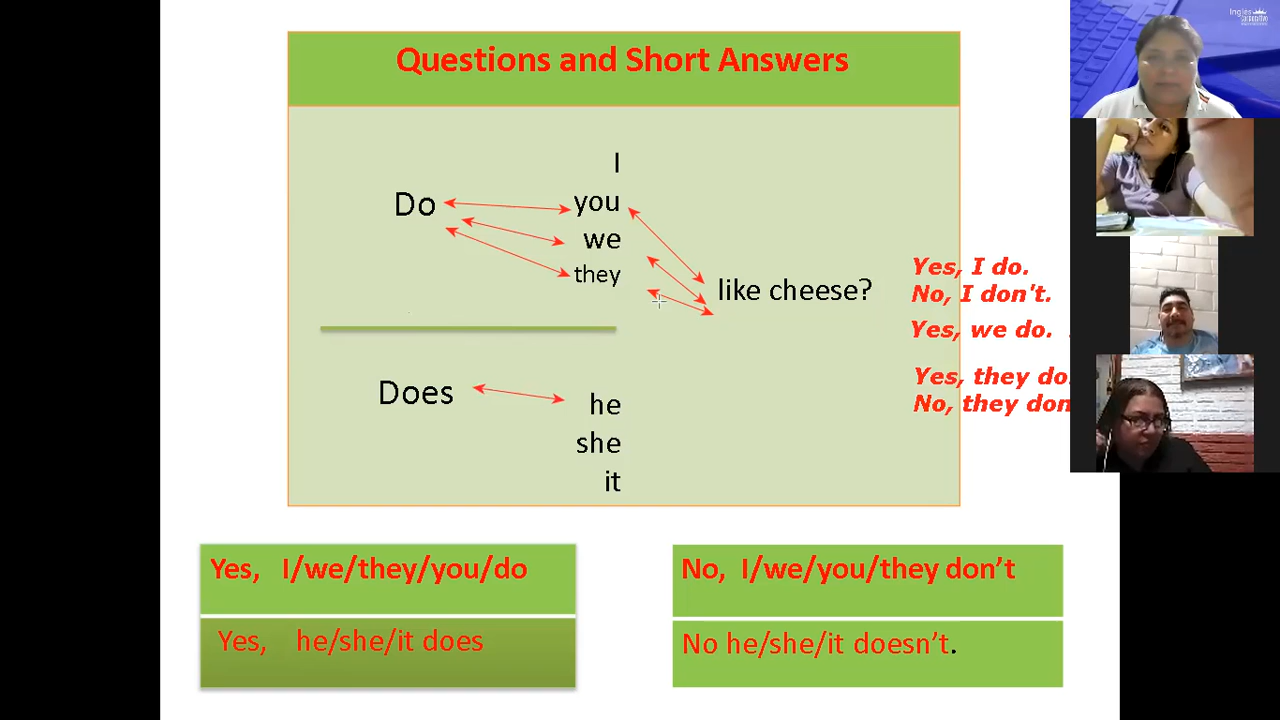 Questions and Short Answers
I
Do
you
we
they
like cheese?
Does
he
she
it
Yes, I do.
No, I don't.
Yes, we do.
Yes, they do
No, they don
Yes, I/we/they/you/do
Yes, he/she/it does
No, I/we/you/they don’t
No he/she/it doesn’t.
Ingles